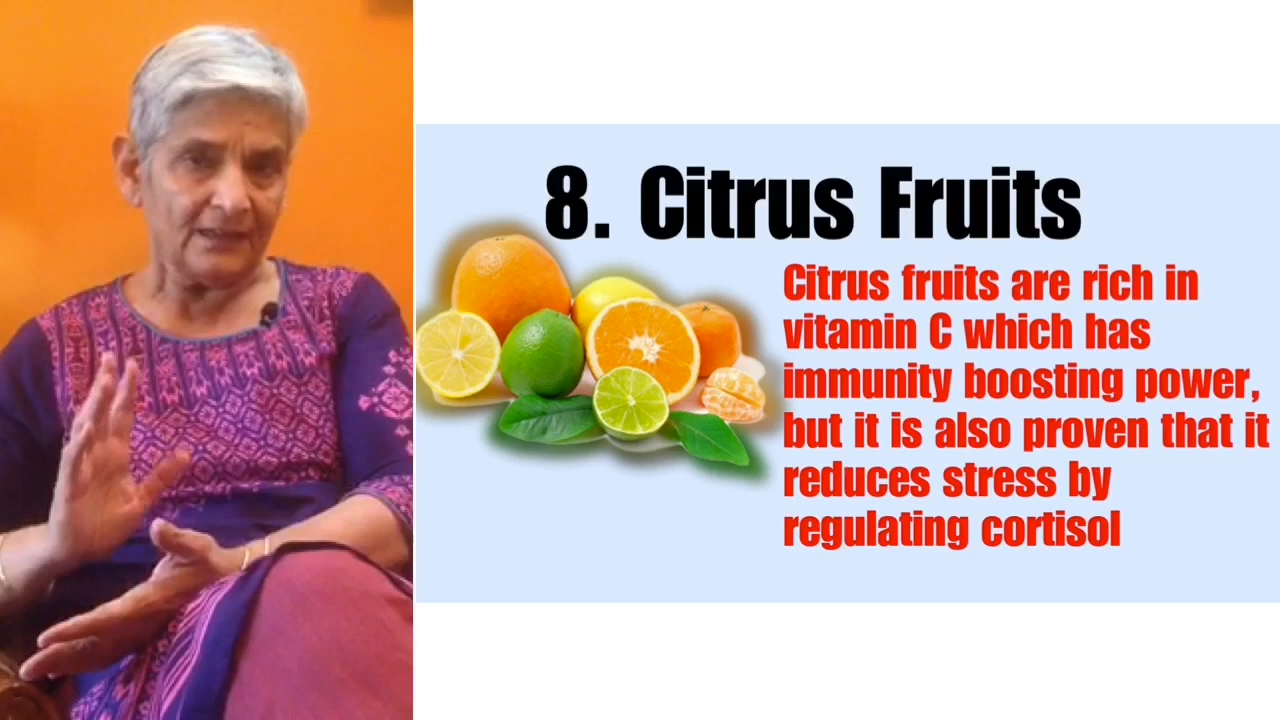 8. Citrus Fruits
Citrus fruits are rich in
vitamin C which has
immunity boosting power,
but it is also proven that it
reduces stress by
regulating cortisol